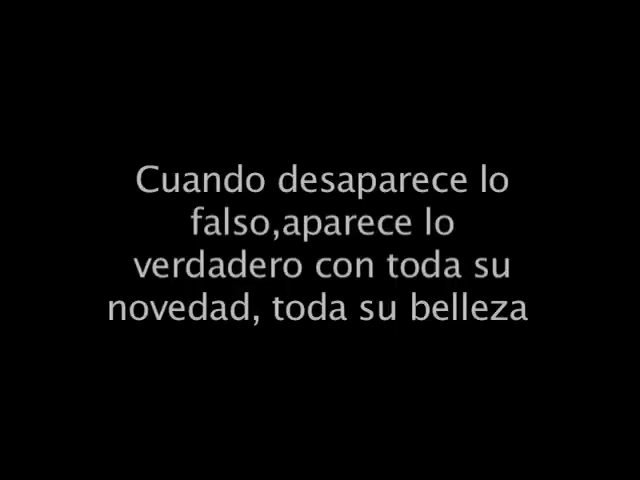 Cuando desaparece lo
falso,aparece lo
verdadero con toda su
novedad, toda su belleza